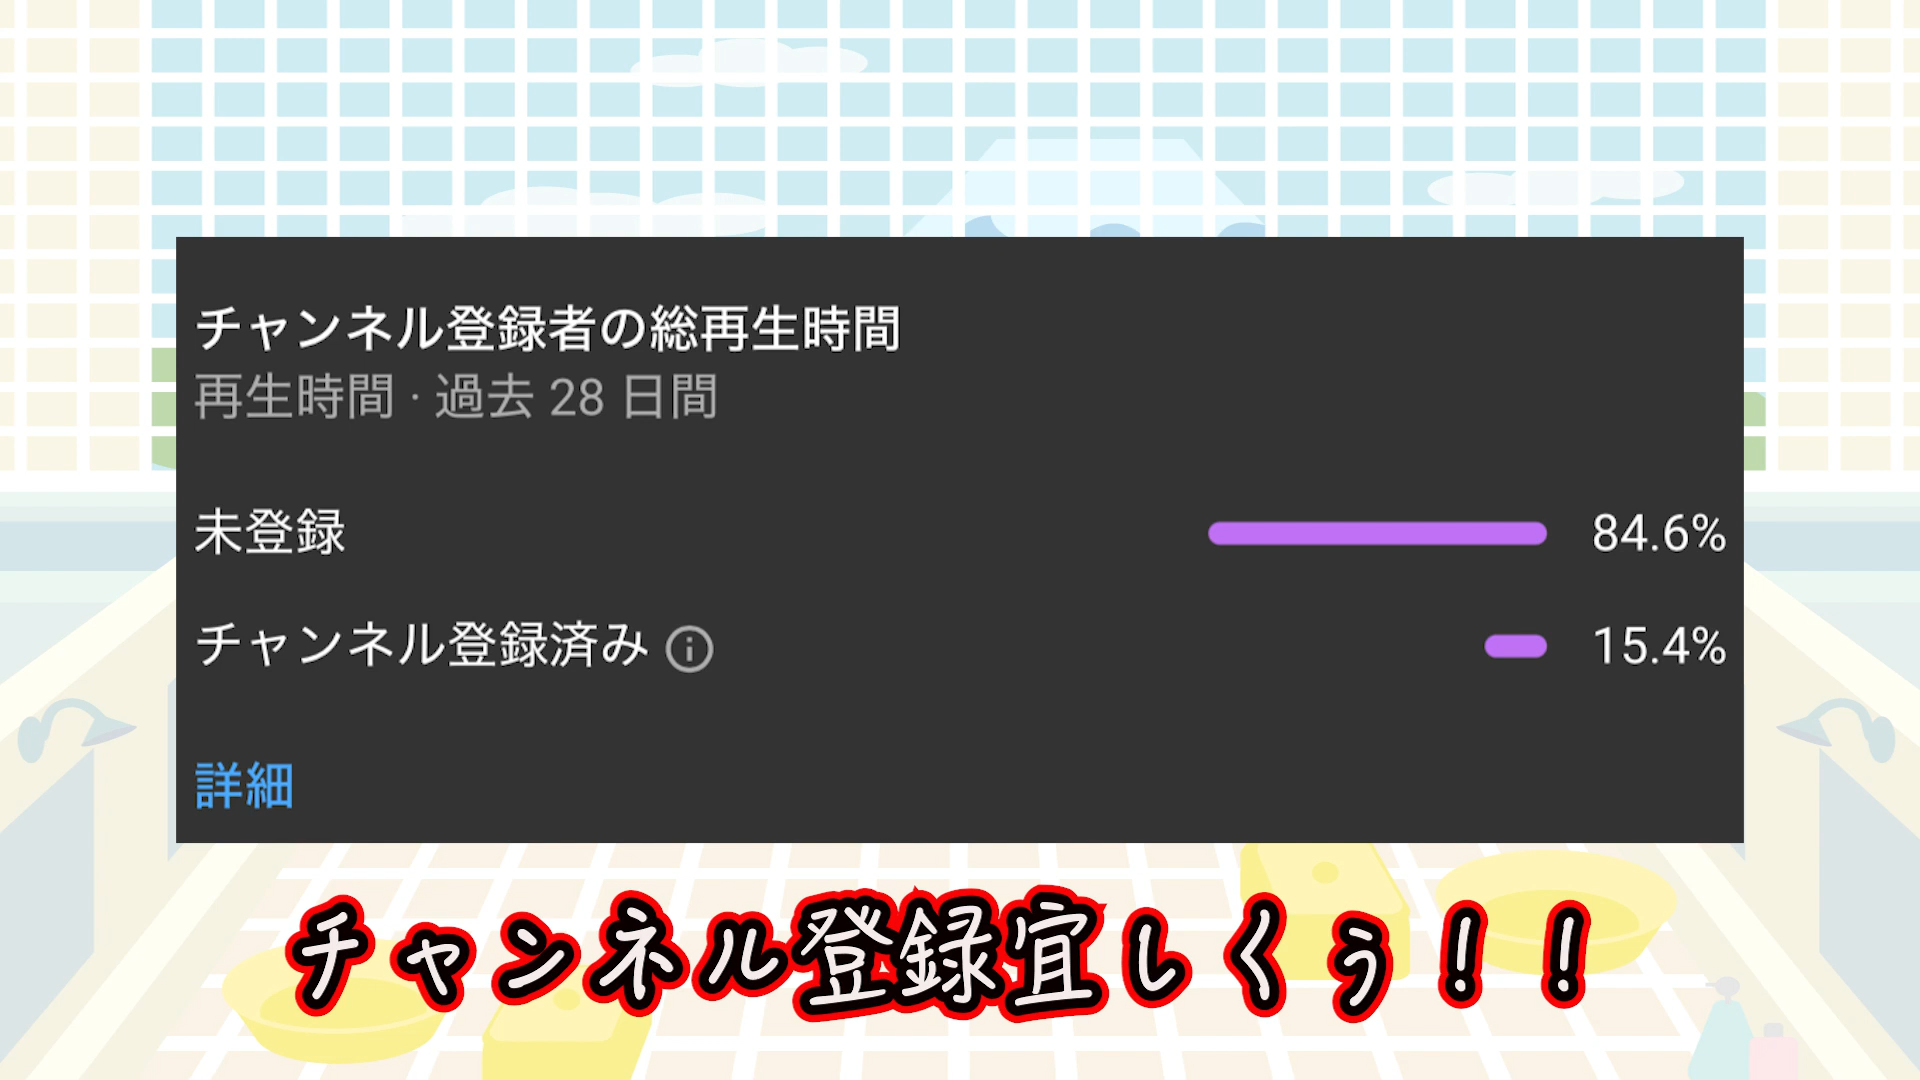 チャンネル登録者の総再生時間
再生時間 · 過去 28 日間
未登録 84.6%
チャンネル登録済み 15.4%
詳細
チャンネル登録宜しくぅ！！